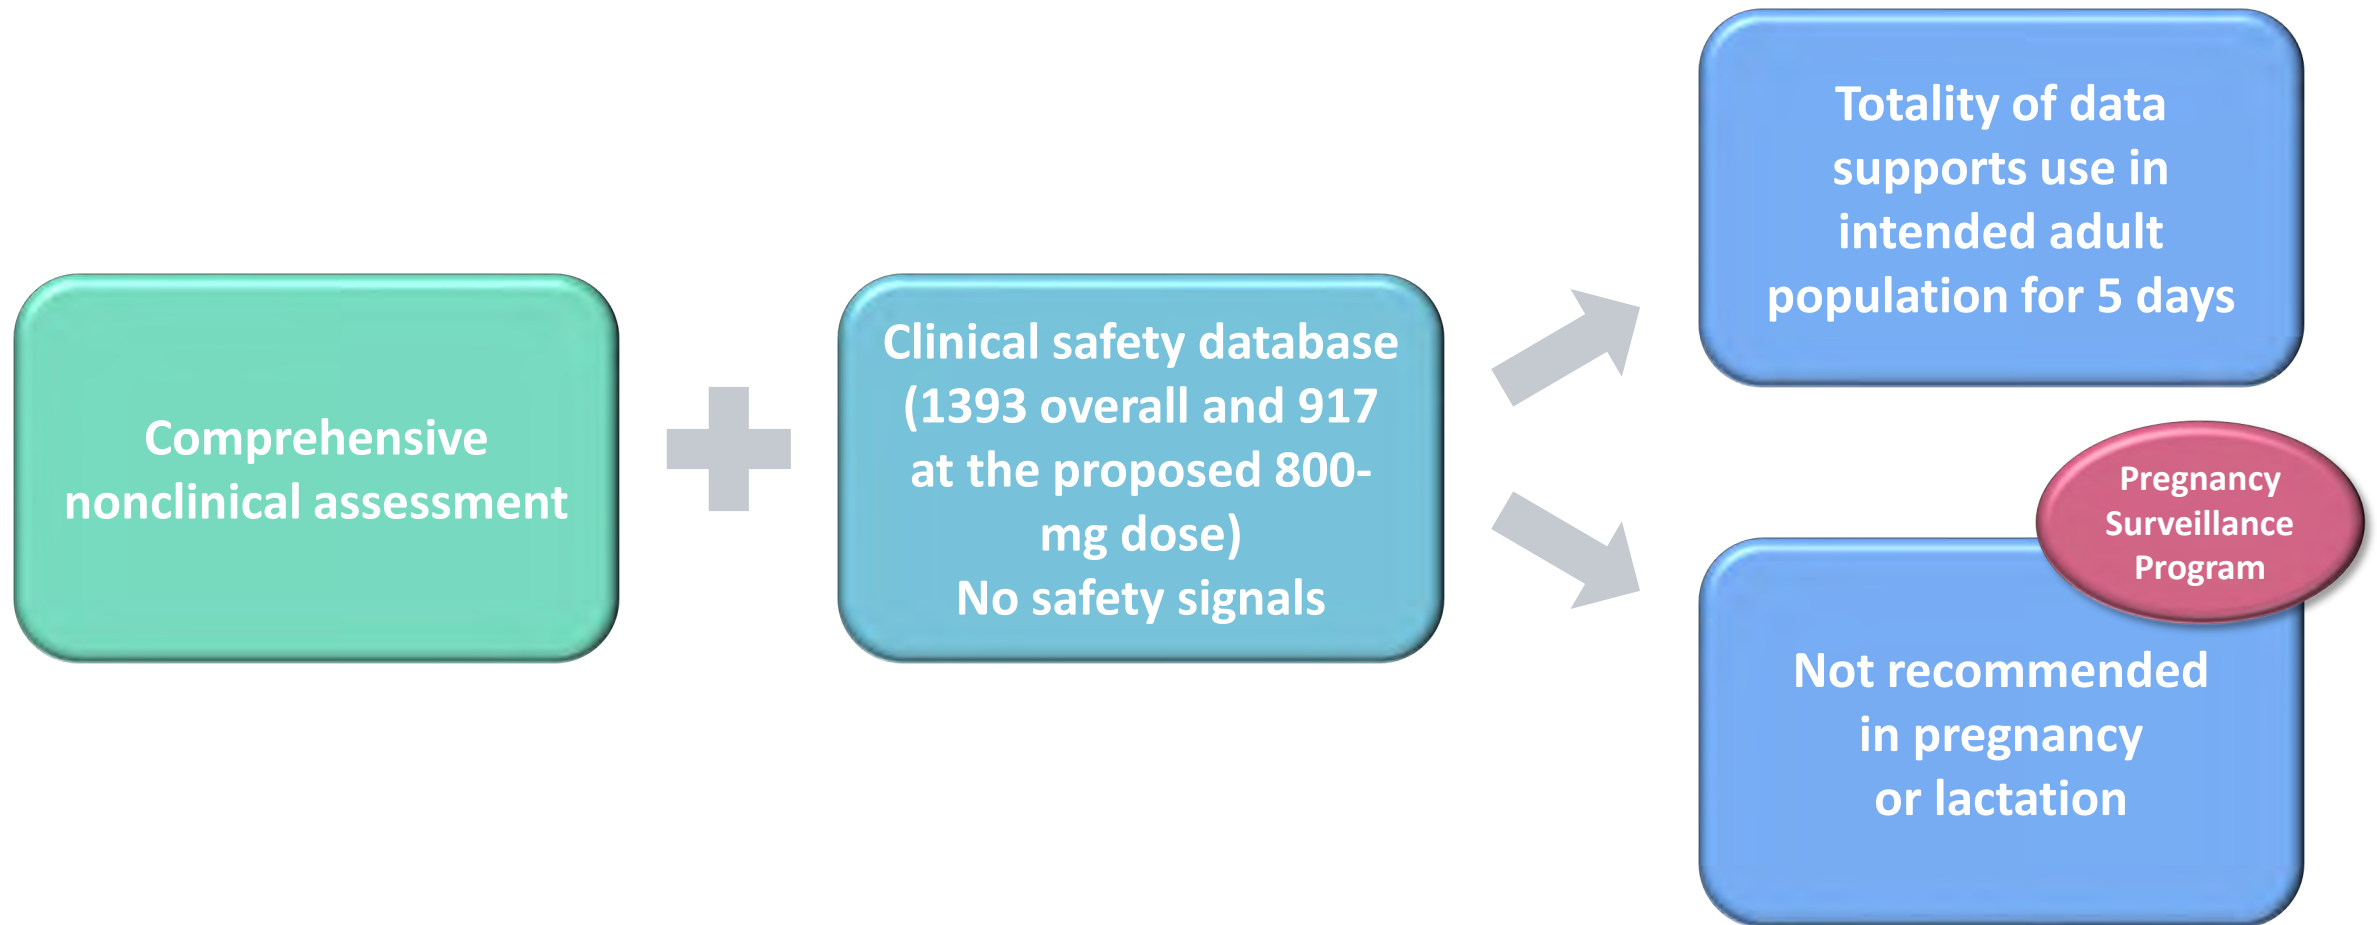 Comprehensive
nonclinical assessment
Clinical safety database
(1393 overall and 917
at the proposed 800-
mg dose)
No safety signals
Totality of data
supports use in
intended adult
population for 5 days
Pregnancy
Surveillance
Program
Not recommended
in pregnancy
or lactation